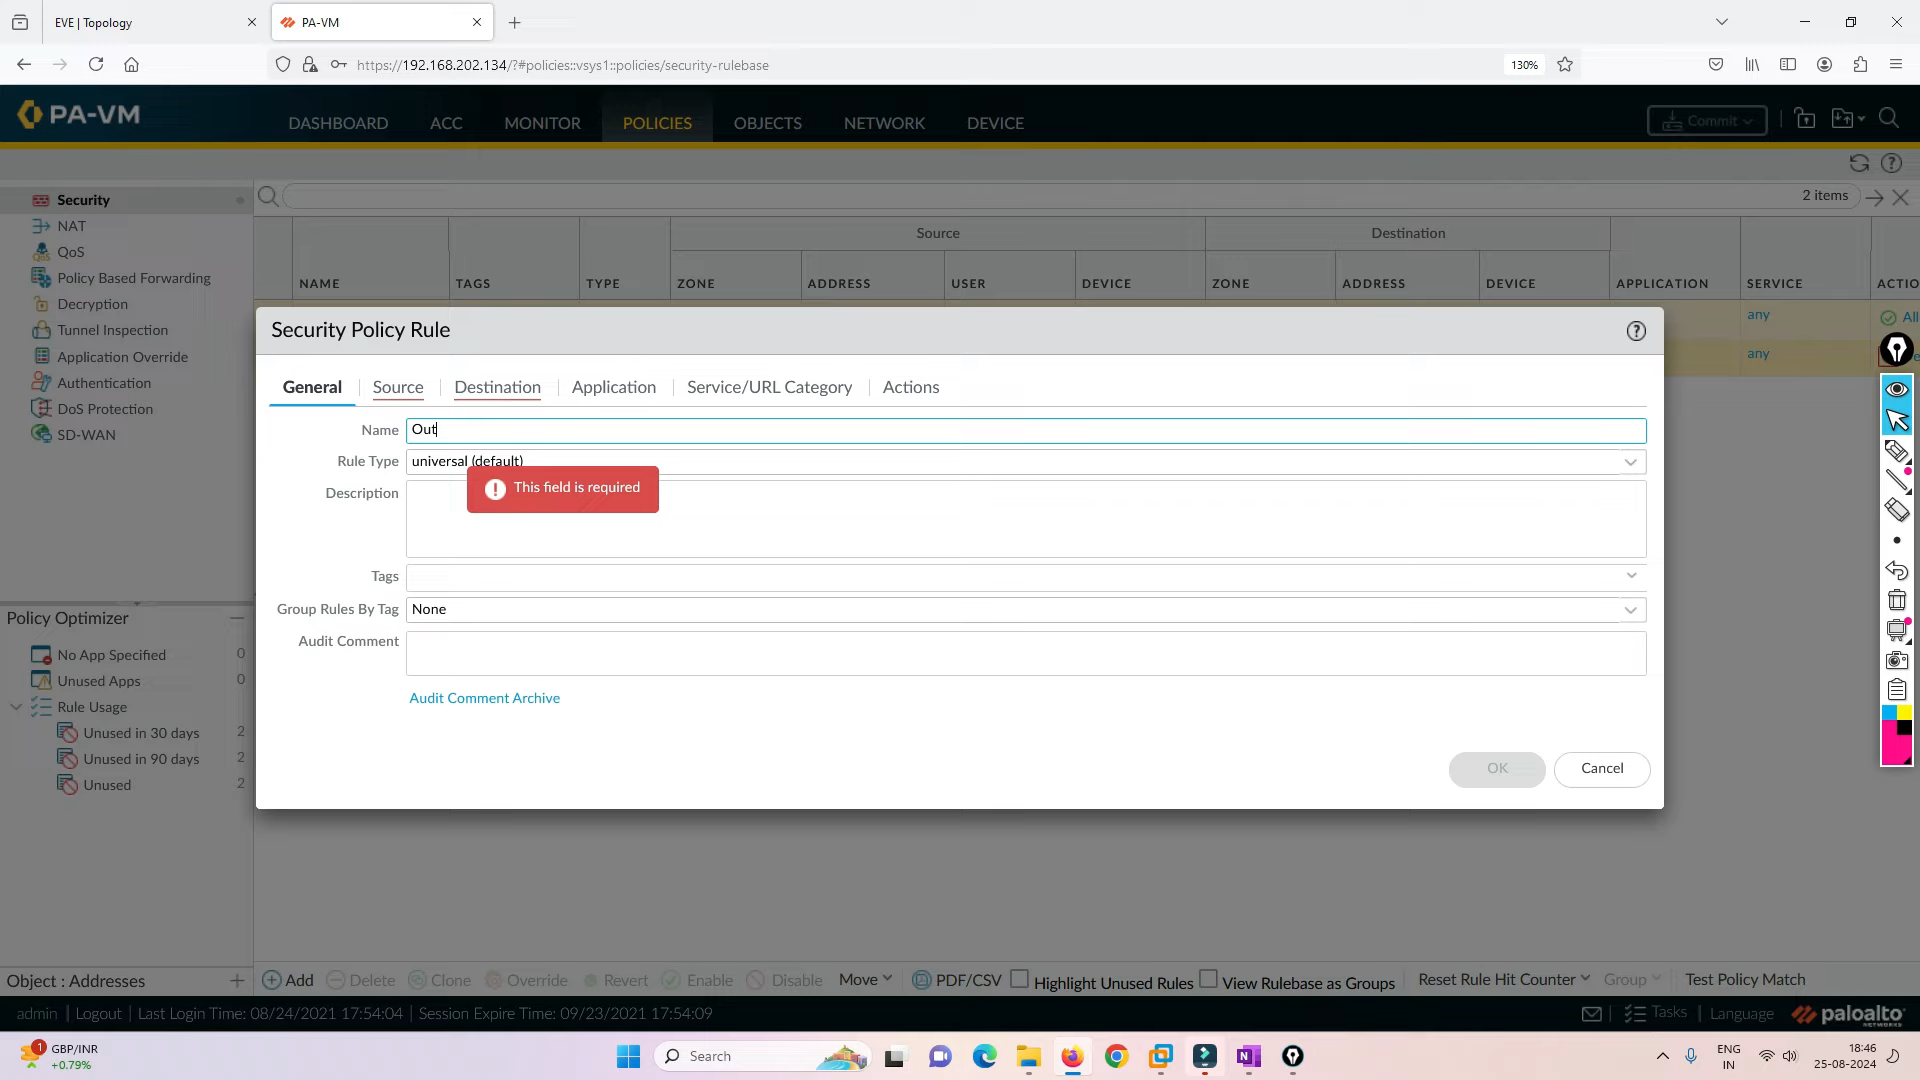 EVE | Topology
PA-VM
https://192.168.202.134/?#policies::vsys1::policies/security-rulebase
130%
PA-VM
DASHBOARD
ACC
MONITOR
POLICIES
OBJECTS
NETWORK
DEVICE
Commit
Security
NAT
QoS
Policy Based Forwarding
Decryption
Tunnel Inspection
Application Override
Authentication
DoS Protection
SD-WAN
2 items
Source
Destination
NAME
TAGS
TYPE
ZONE
ADDRESS
USER
DEVICE
ZONE
ADDRESS
DEVICE
APPLICATION
SERVICE
ACTIO
any
All
any
Security Policy Rule
General
Source
Destination
Application
Service/URL Category
Actions
Name
Out
Rule Type
universal (default)
This field is required
Description
Tags
Group Rules By Tag
None
Audit Comment
Audit Comment Archive
OK
Cancel
Policy Optimizer
No App Specified
0
Unused Apps
0
Rule Usage
Unused in 30 days
2
Unused in 90 days
2
Unused
2
Object : Addresses
Add
Delete
Clone
Override
Revert
Enable
Disable
Move
PDF/CSV
Highlight Unused Rules
View Rulebase as Groups
Reset Rule Hit Counter
Group
Test Policy Match
admin | Logout | Last Login Time: 08/24/2021 17:54:04 | Session Expire Time: 09/23/2021 17:54:09
Tasks | Language
paloalto
NETWORKS
1
GBP/INR
+0.79%
Search
ENG
IN
18:46
25-08-2024